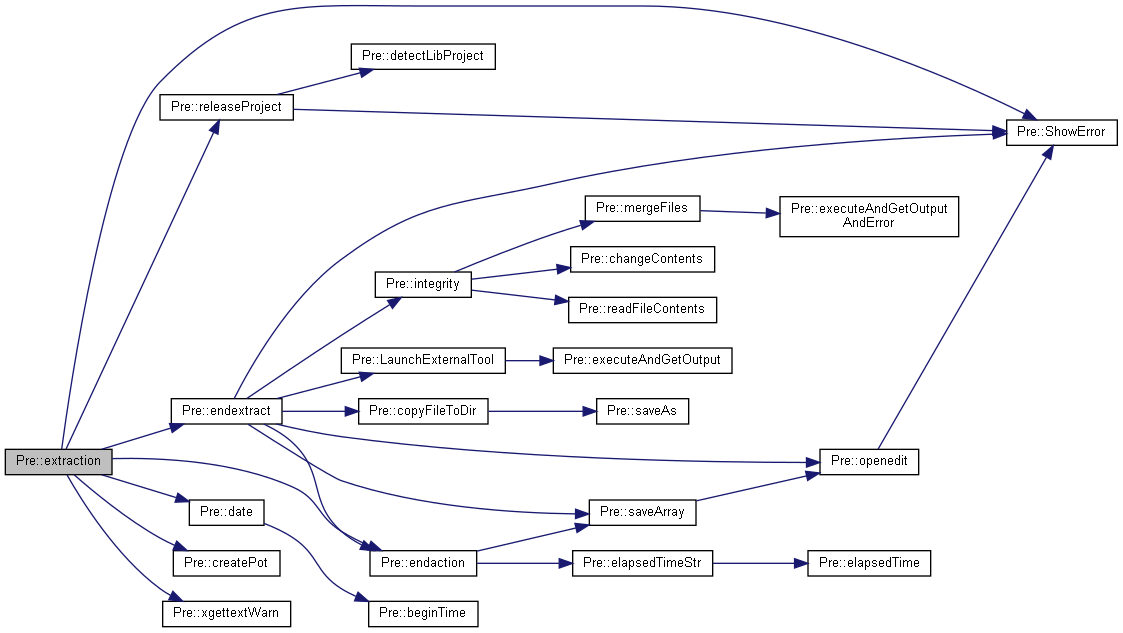 Pre::detectLibProject
Pre::releaseProject
Pre::ShowError
Pre::mergeFiles
Pre::executeAndGetOutput
AndError
Pre::changeContents
Pre::integrity
Pre::readFileContents
Pre::LaunchExternalTool
Pre::executeAndGetOutput
Pre::endextract
Pre::copyFileToDir
Pre::saveAs
Pre::extraction
Pre::openedit
Pre::date
Pre::saveArray
Pre::createPot
Pre::endaction
Pre::elapsedTimeStr
Pre::elapsedTime
Pre::xgettextWarn
Pre::beginTime